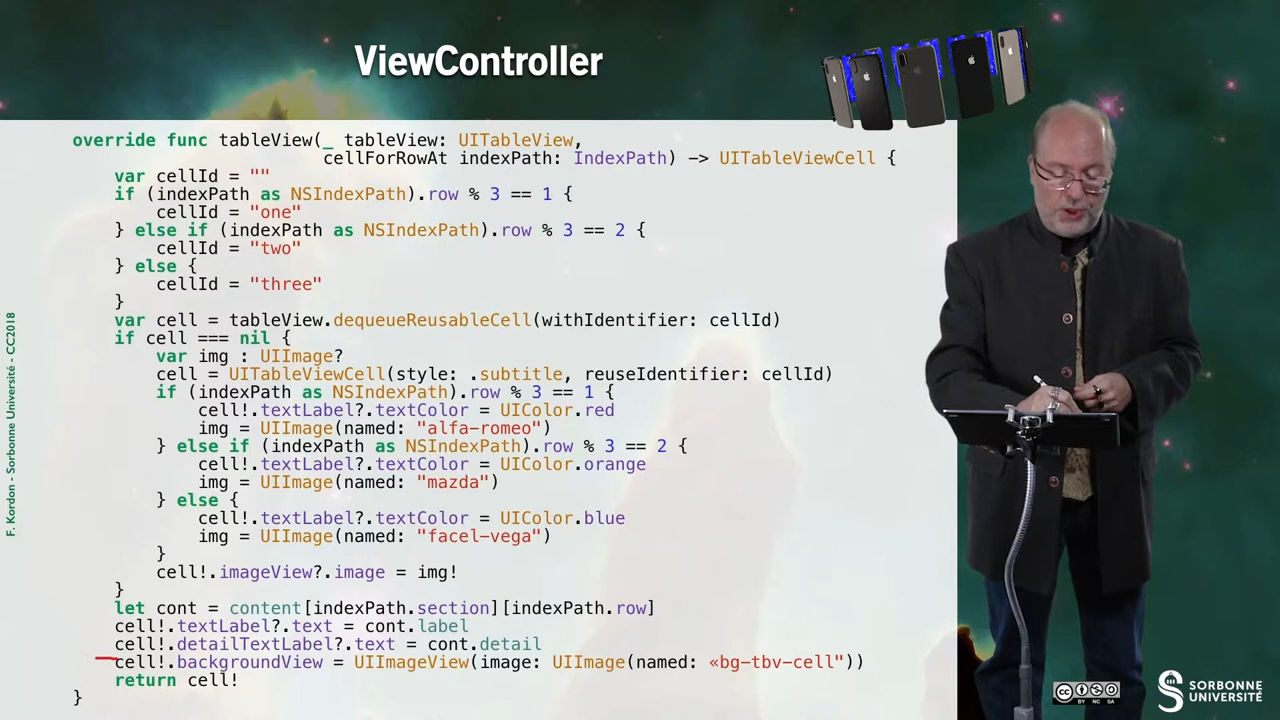 ViewController
override func tableView(_ tableView: UITableView,
cellForRowAt indexPath: IndexPath) -> UITableViewCell {
var cellId = ""
if (indexPath as NSIndexPath).row % 3 == 1 {
cellId = "one"
} else if (indexPath as NSIndexPath).row % 3 == 2 {
cellId = "two"
} else {
cellId = "three"
}
var cell = tableView.dequeueReusableCell(withIdentifier: cellId)
if cell === nil {
var img : UIImage?
cell = UITableViewCell(style: .subtitle, reuseIdentifier: cellId)
if (indexPath as NSIndexPath).row % 3 == 1 {
cell!.textLabel?.textColor = UIColor.red
img = UIImage(named: "alfa-romeo")
} else if (indexPath as NSIndexPath).row % 3 == 2 {
cell!.textLabel?.textColor = UIColor.orange
img = UIImage(named: "mazda")
} else {
cell!.textLabel?.textColor = UIColor.blue
img = UIImage(named: "facel-vega")
}
cell!.imageView?.image = img!
}
let cont = content[indexPath.section][indexPath.row]
cell!.textLabel?.text = cont.label
cell!.detailTextLabel?.text = cont.detail
cell!.backgroundView = UIImageView(image: UIImage(named: «bg-tbv-cell"))
return cell!
}
F. Kordon - Sorbonne Université - CC2018
cc
BY NC SA
SORBONNE
UNIVERSITÉ